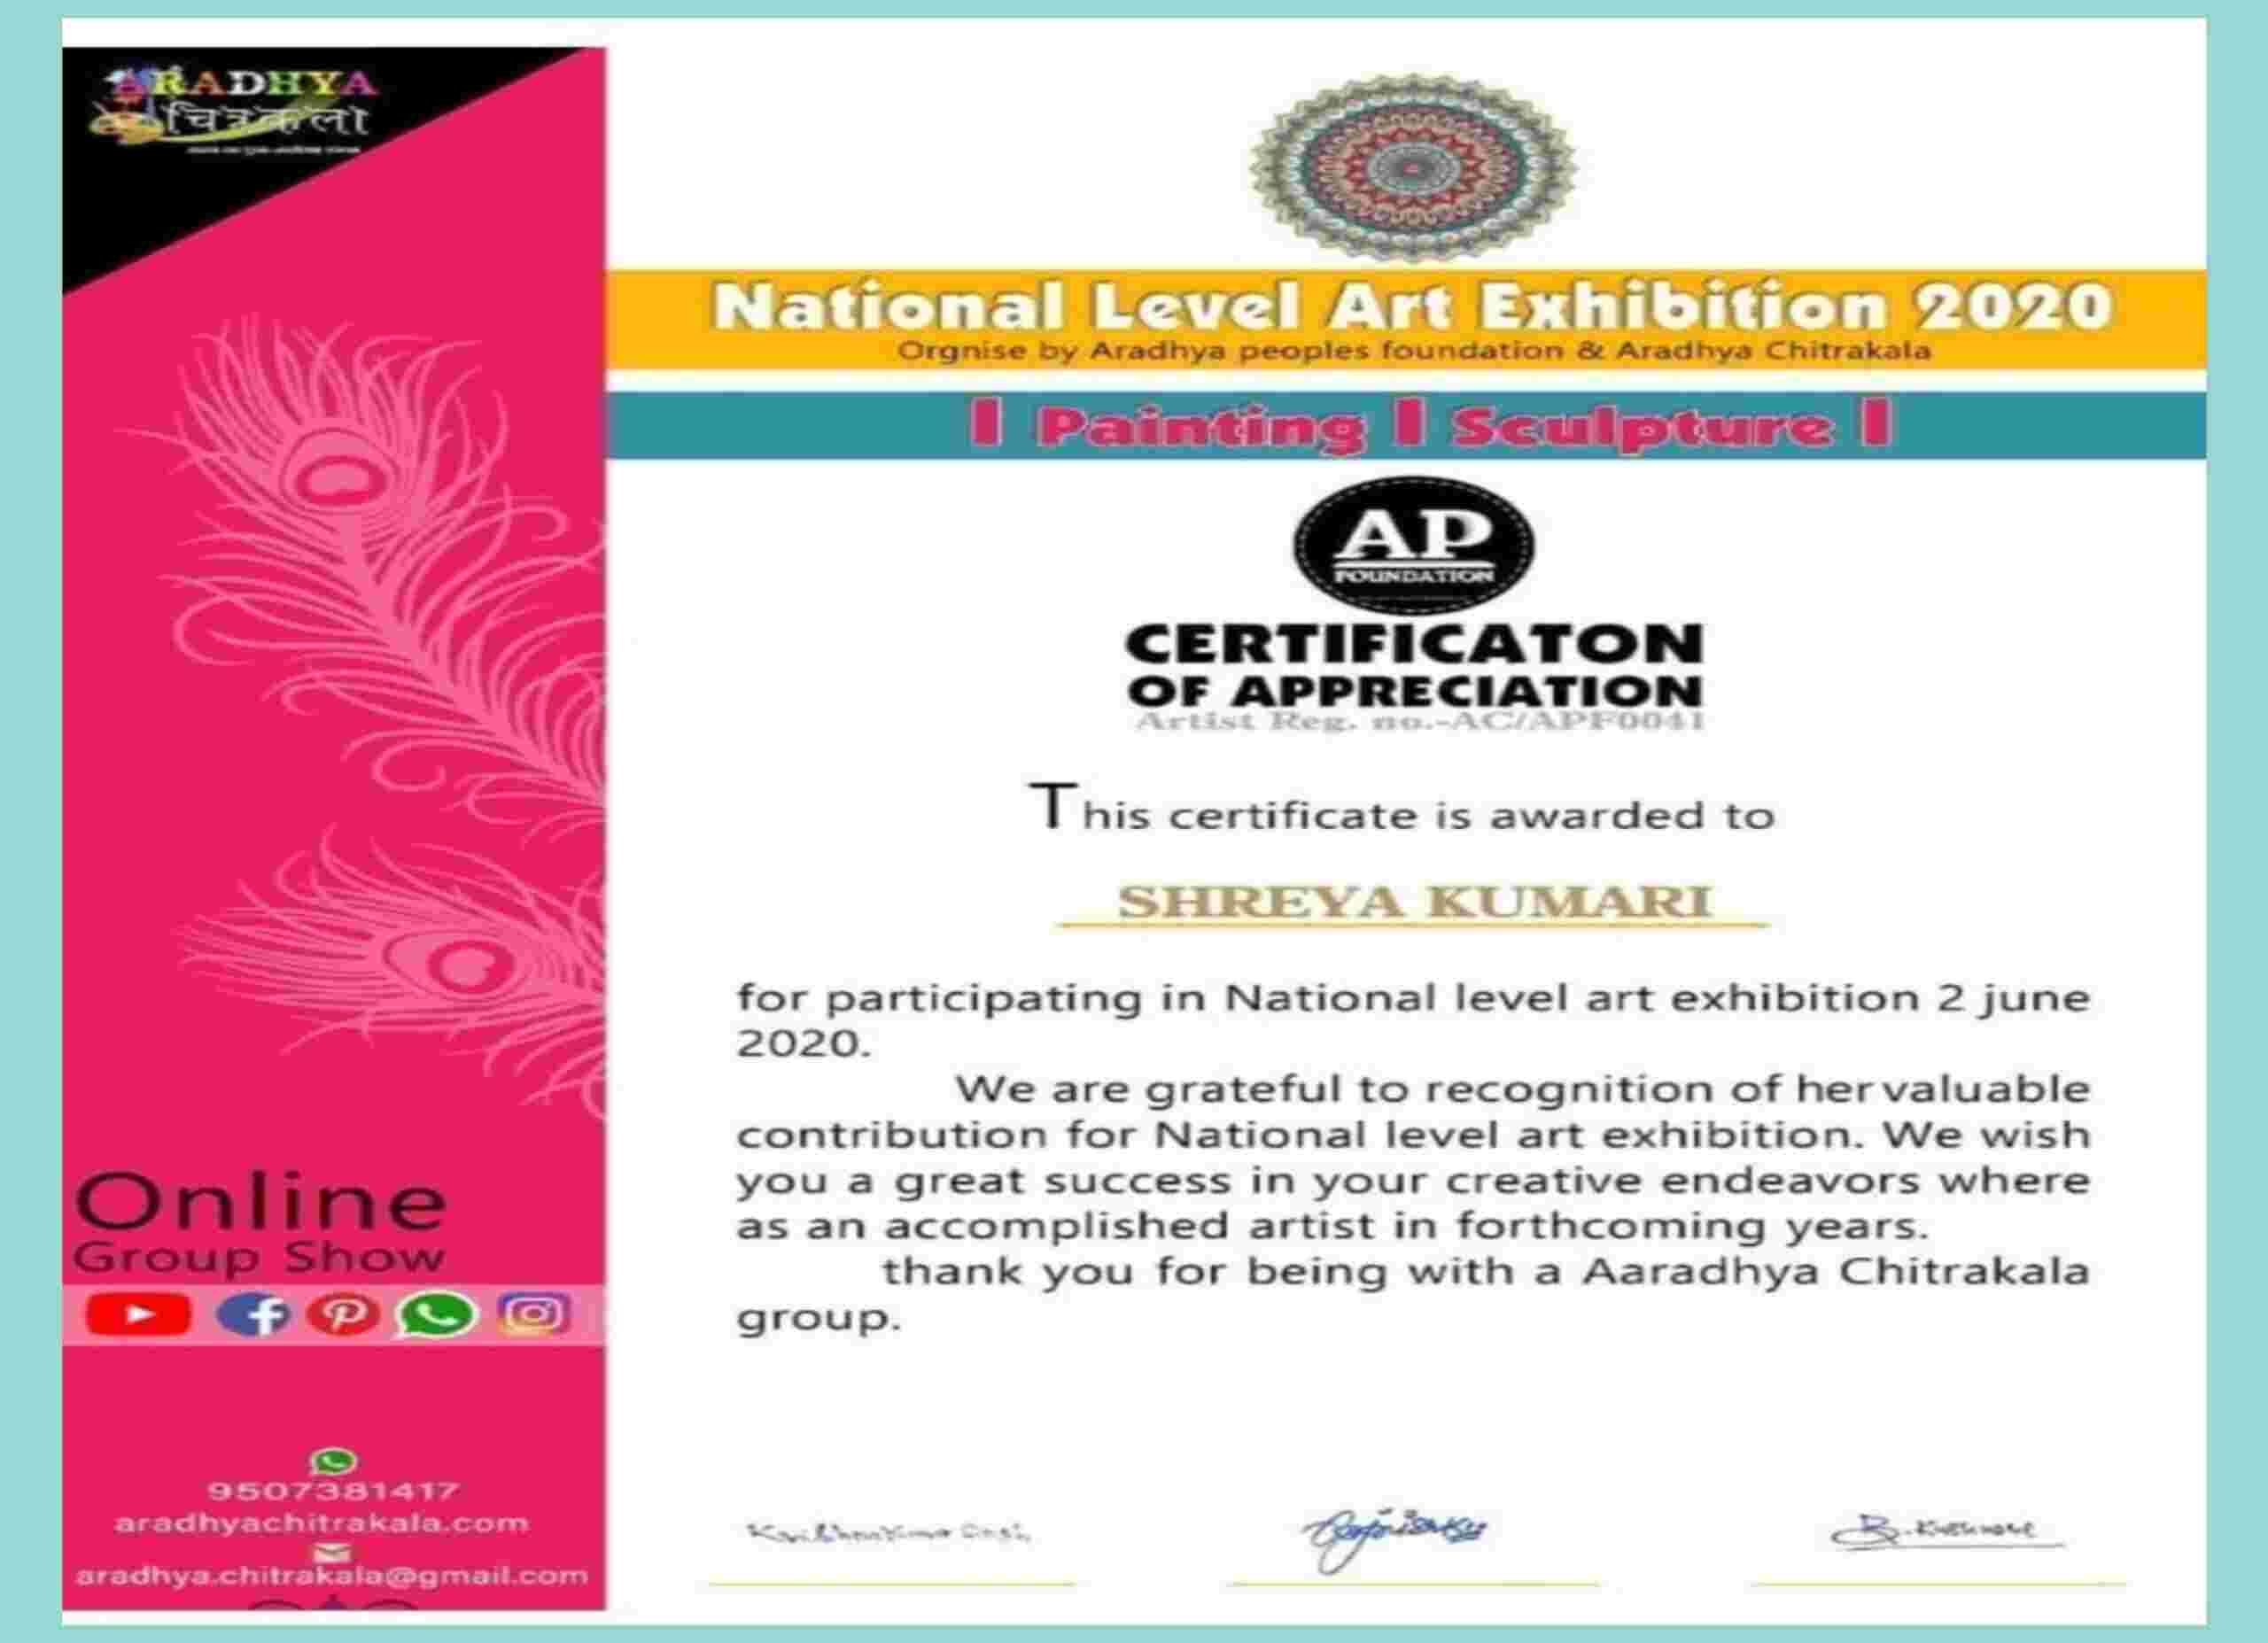 ARADHYA
चित्रकला
National Level Art Exhibition 2020
Orgnise by Aradhya peoples foundation & Aradhya Chitrakala
I Painting I Sculpture I
AP
FOUNDATION
CERTIFICATON
OF APPRECIATION
Artist Reg. no.-AC/APF0041
This certificate is awarded to
SHREYA KUMARI
for participating in National level art exhibition 2 june
2020.
We are grateful to recognition of her valuable
contribution for National level art exhibition. We wish
you a great success in your creative endeavors where
as an accomplished artist in forthcoming years.
thank you for being with a Aaradhya Chitrakala
group.
Online
Group Show
9507381417
aradhyachitrakala.com
aradhya.chitrakala@gmail.com